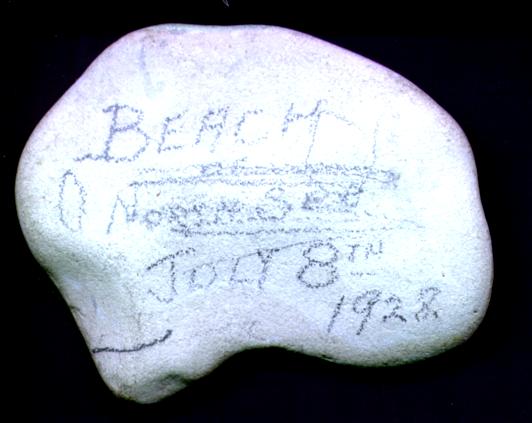 BEACH
NORTH SEA
JULY 8TH
1928